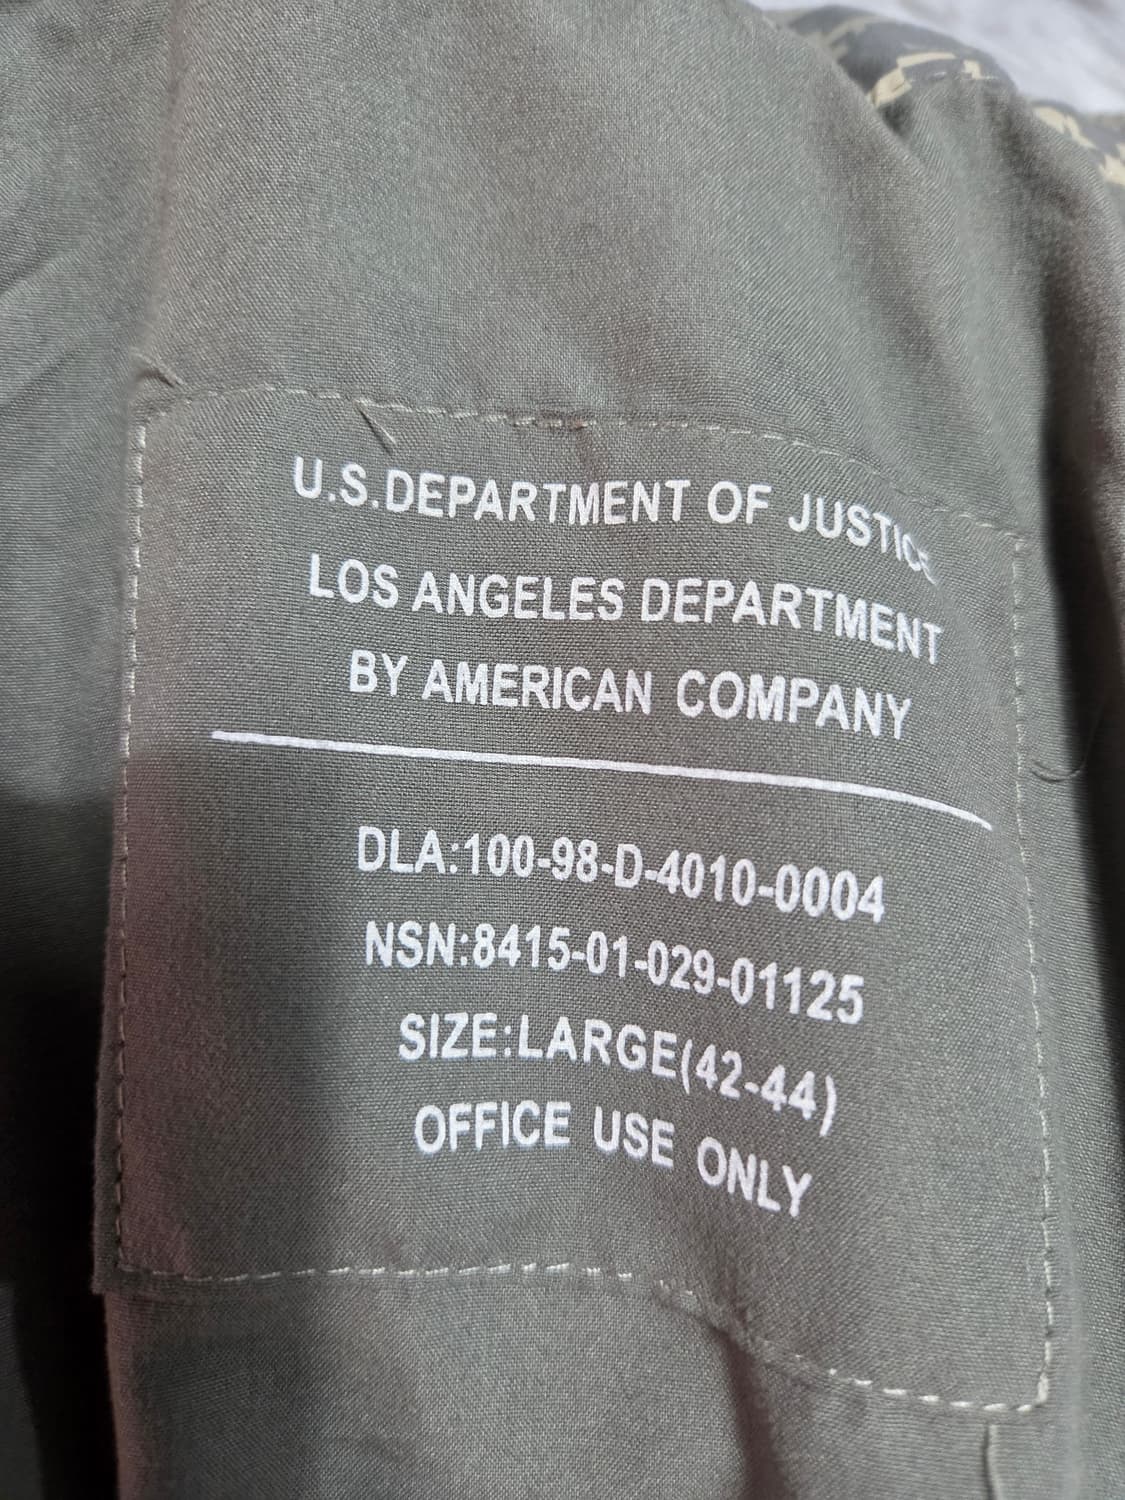 U.S.DEPARTMENT OF JUSTICE
LOS ANGELES DEPARTMENT
BY AMERICAN COMPANY
DLA:100-98-D-4010-0004
NSN:8415-01-029-01125
SIZE:LARGE(42-44)
OFFICE USE ONLY